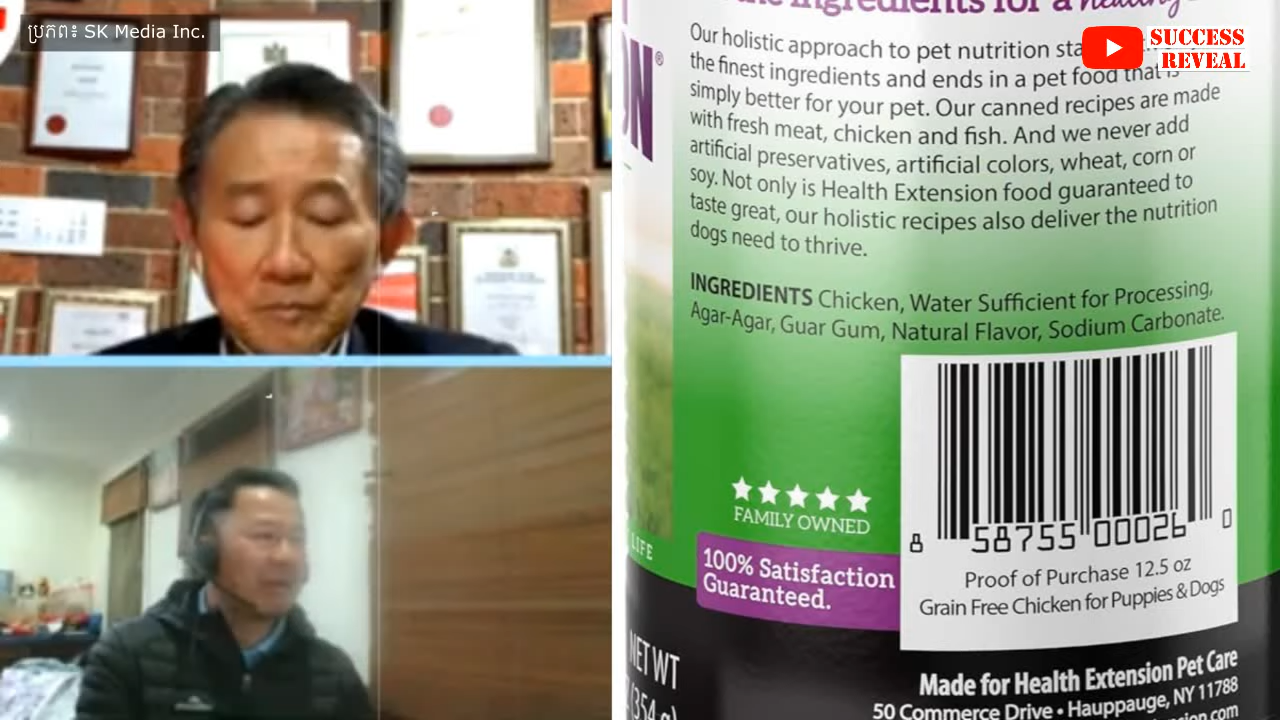 ប្រភព៖ SK Media Inc.
SUCCESS
REVEAL
ingredients for a healthy
ON®
Our holistic approach to pet nutrition
the finest ingredients and ends in a pet food that is
simply better for your pet. Our canned recipes are made
with fresh meat, chicken and fish. And we never add
artificial preservatives, artificial colors, wheat, corn or
soy. Not only is Health Extension food guaranteed to
taste great, our holistic recipes also deliver the nutrition
dogs need to thrive.
INGREDIENTS Chicken, Water Sufficient for Processing,
Agar-Agar, Guar Gum, Natural Flavor, Sodium Carbonate.
FAMILY OWNED
LIFE
100% Satisfaction
Guaranteed.
8 58755 00026 0
Proof of Purchase 12.5 oz
Grain Free Chicken for Puppies & Dogs
NET WT
(354 g)
Made for Health Extension Pet Care
50 Commerce Drive • Hauppauge, NY 11788